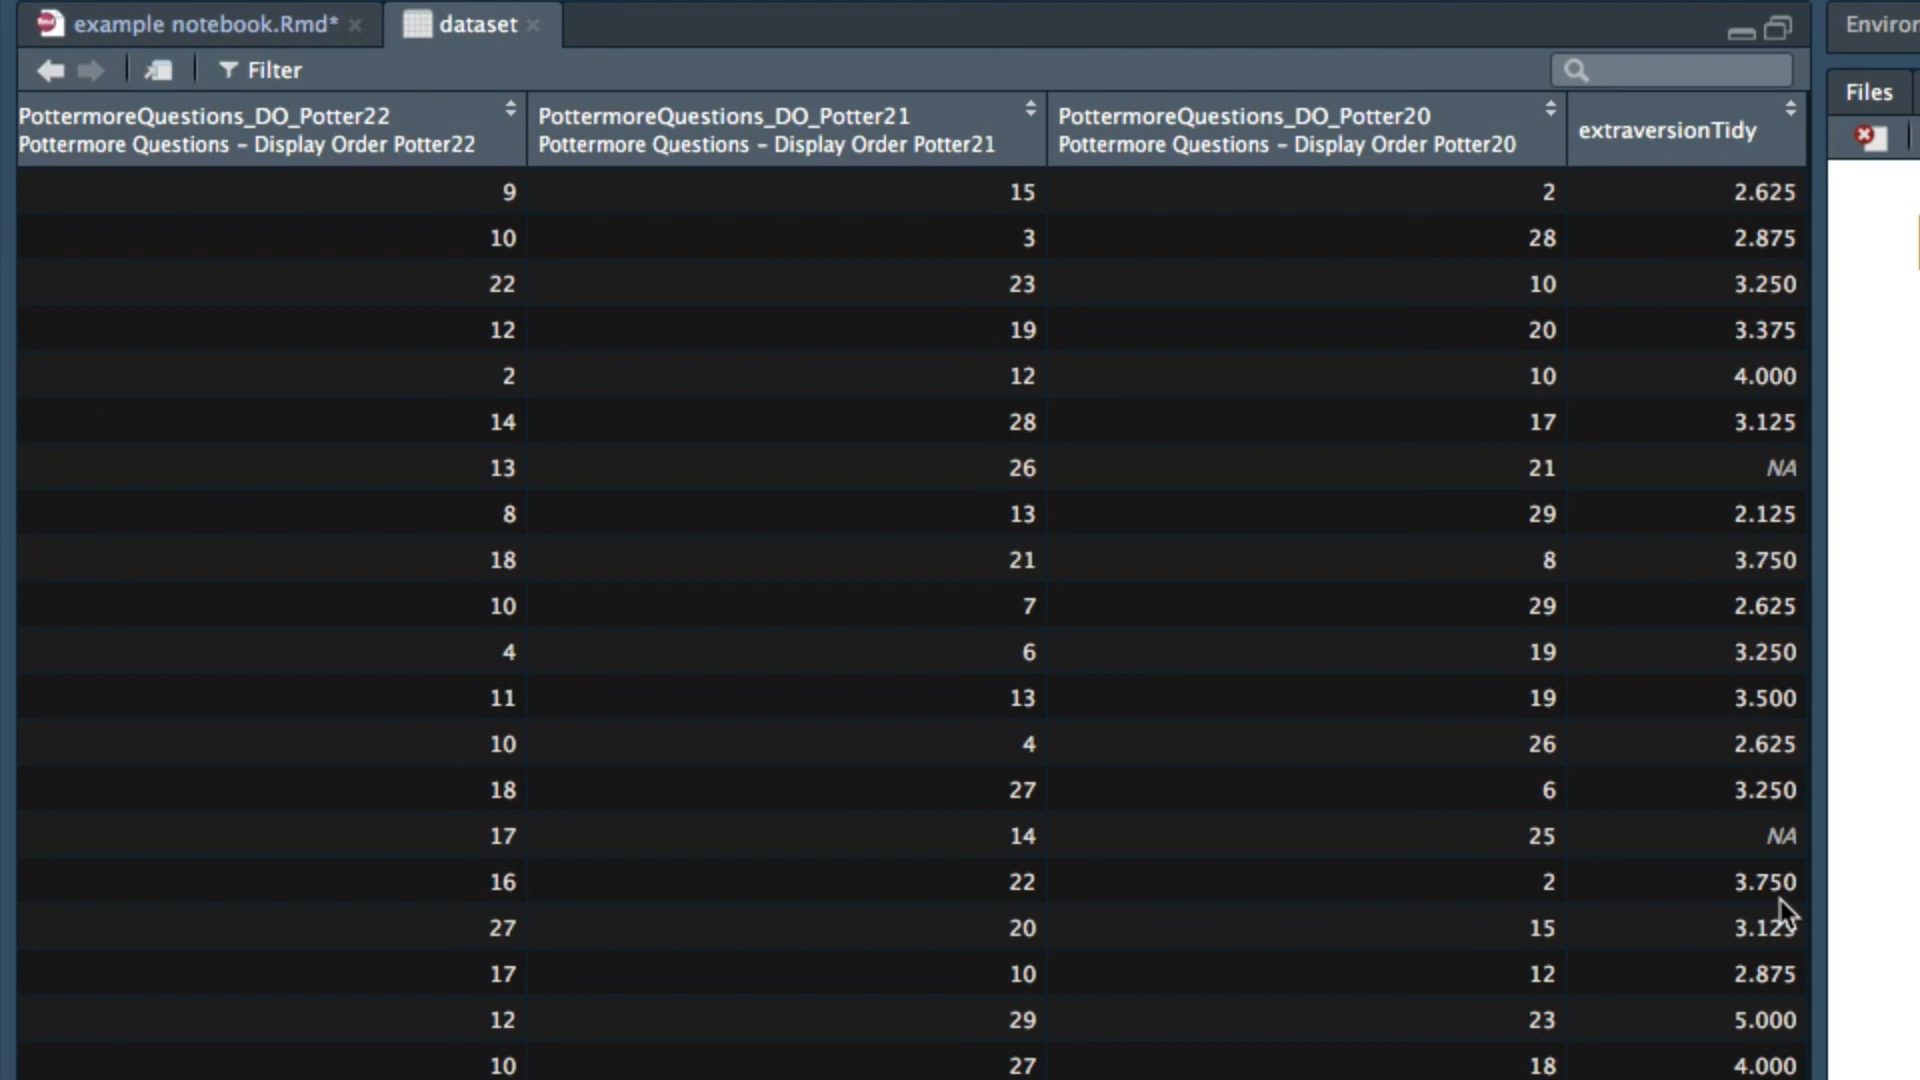 example notebook.Rmd*
dataset
Filter
PottermoreQuestions_DO_Potter22
Pottermore Questions – Display Order Potter22
PottermoreQuestions_DO_Potter21
Pottermore Questions – Display Order Potter21
PottermoreQuestions_DO_Potter20
Pottermore Questions – Display Order Potter20
extraversionTidy
9 15 2 2.625
10 3 28 2.875
22 23 10 3.250
12 19 20 3.375
2 12 10 4.000
14 28 17 3.125
13 26 21 NA
8 13 29 2.125
18 21 8 3.750
10 7 29 2.625
4 6 19 3.250
11 13 19 3.500
10 4 26 2.625
18 27 6 3.250
17 14 25 NA
16 22 2 3.750
27 20 15 3.125
17 10 12 2.875
12 29 23 5.000
10 27 18 4.000
Files